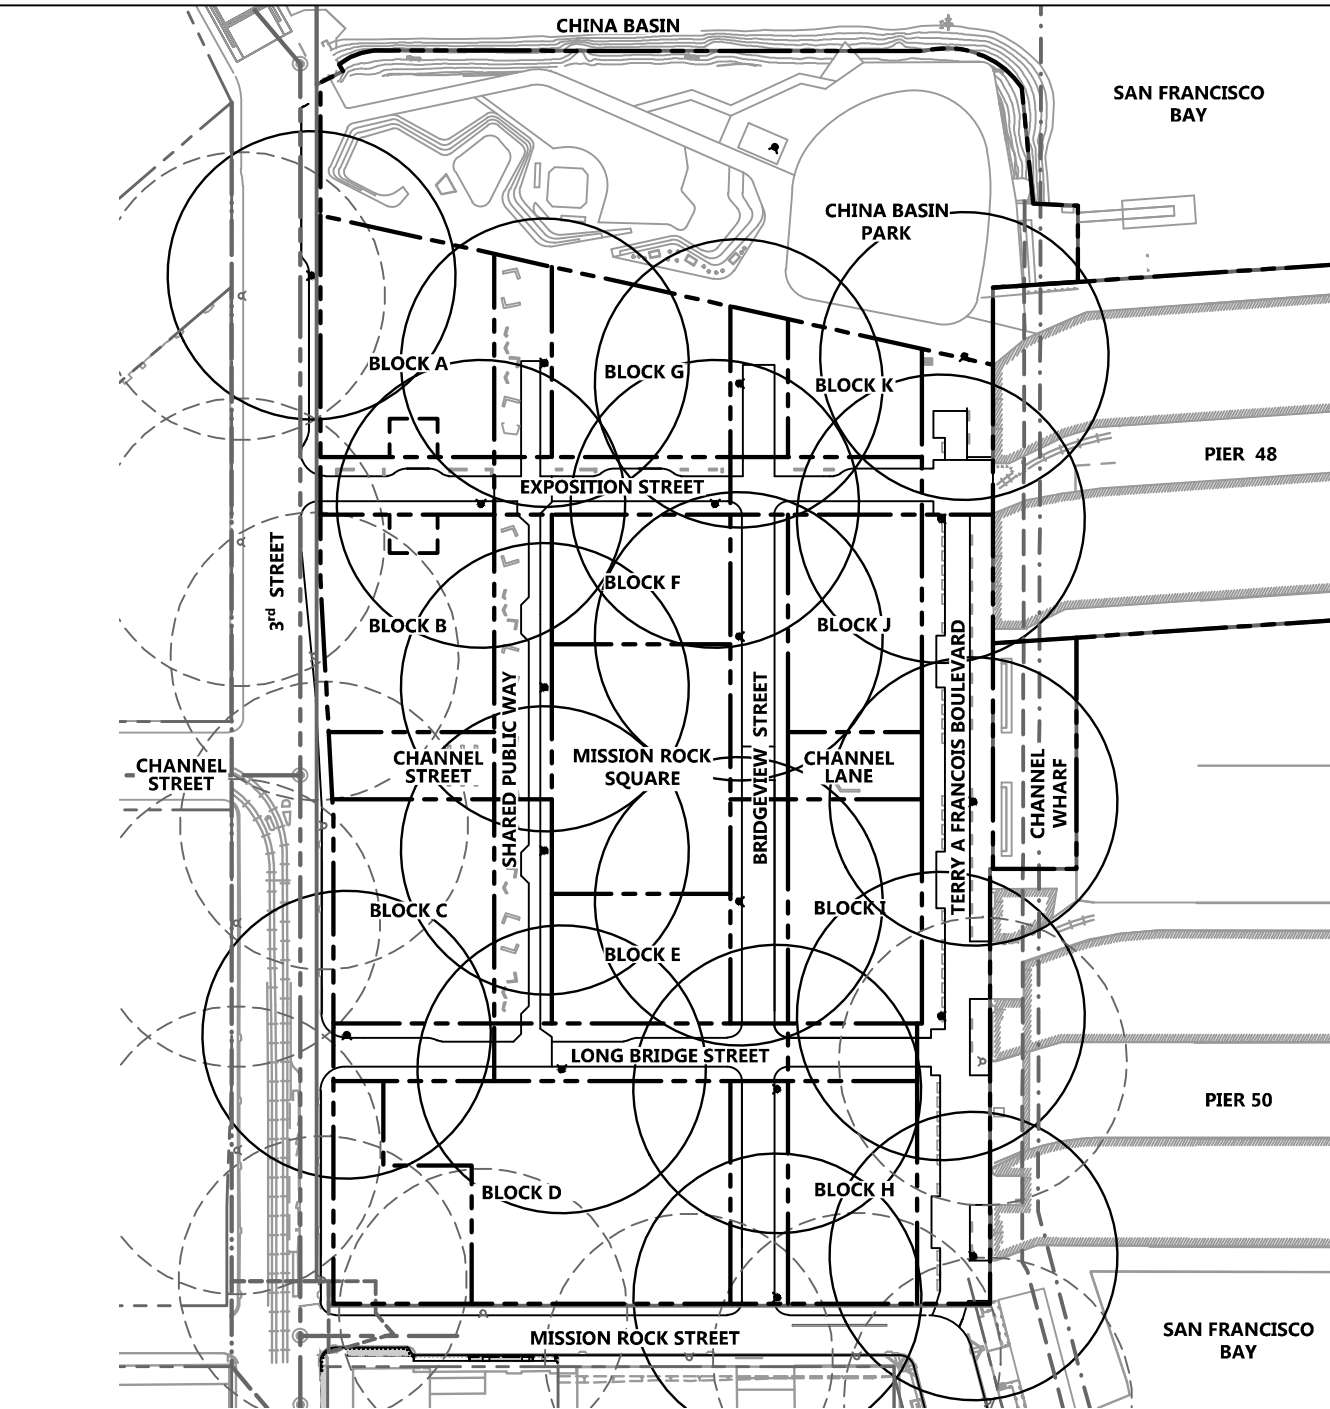 CHINA BASIN
SAN FRANCISCO
BAY
CHINA BASIN
PARK
BLOCK A
BLOCK G
BLOCK K
PIER 48
EXPOSITION STREET
3rd STREET
BLOCK F
BLOCK B
BLOCK J
SHARED PUBLIC WAY
BRIDGEVIEW STREET
TERRY A FRANCOIS BOULEVARD
CHANNEL
STREET
CHANNEL
STREET
MISSION ROCK
SQUARE
CHANNEL
LANE
CHANNEL
WHARF
BLOCK C
BLOCK I
BLOCK E
LONG BRIDGE STREET
PIER 50
BLOCK D
BLOCK H
MISSION ROCK STREET
SAN FRANCISCO
BAY